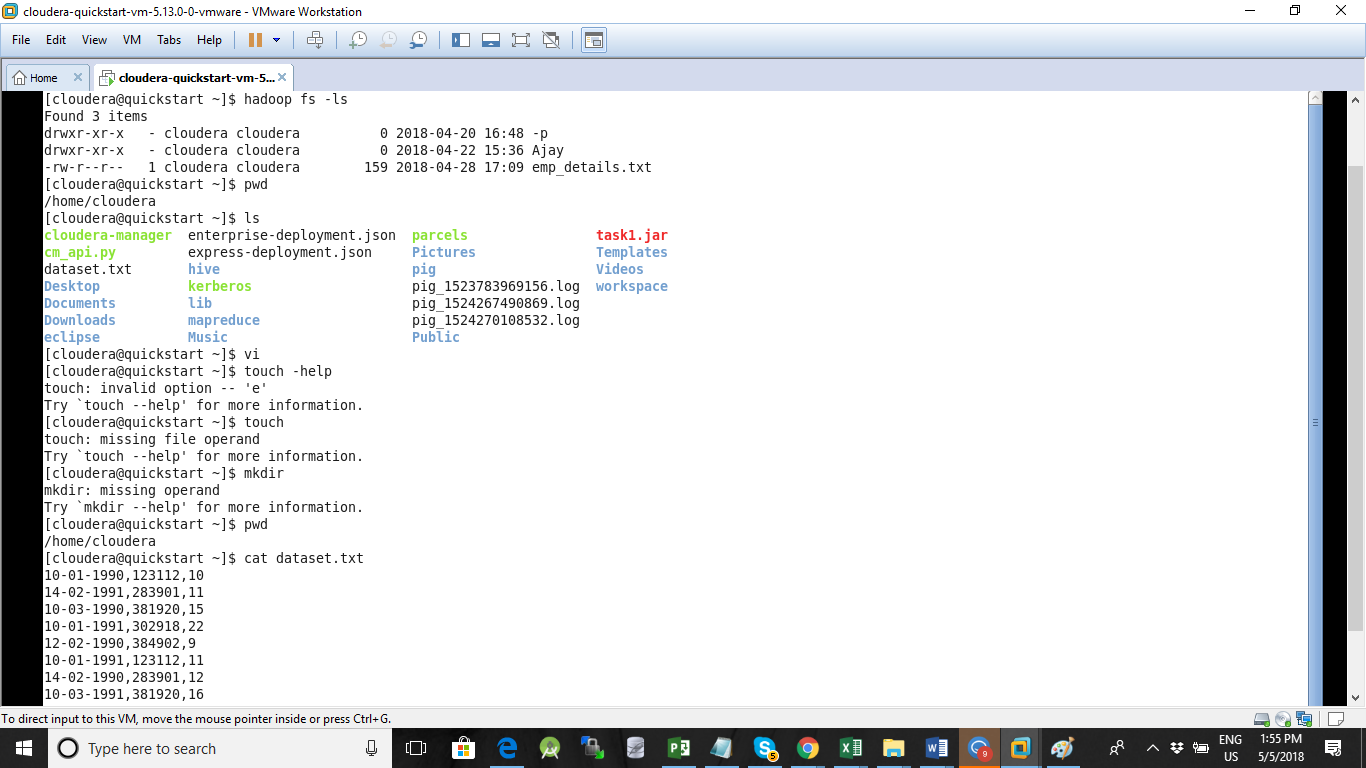 cloudera-quickstart-vm-5.13.0-0-vmware - VMware Workstation
File Edit View VM Tabs Help
Home cloudera-quickstart-vm-5...
[cloudera@quickstart ~]$ hadoop fs -ls
Found 3 items
drwxr-xr-x   - cloudera cloudera          0 2018-04-20 16:48 -p
drwxr-xr-x   - cloudera cloudera          0 2018-04-22 15:36 Ajay
-rw-r--r--   1 cloudera cloudera        159 2018-04-28 17:09 emp_details.txt
[cloudera@quickstart ~]$ pwd
/home/cloudera
[cloudera@quickstart ~]$ ls
cloudera-manager  enterprise-deployment.json  parcels                task1.jar
cm_api.py         express-deployment.json     Pictures               Templates
dataset.txt       hive                        pig                    Videos
Desktop           kerberos                    pig_1523783969156.log  workspace
Documents         lib                         pig_1524267490869.log
Downloads         mapreduce                   pig_1524270108532.log
eclipse           Music                       Public
[cloudera@quickstart ~]$ vi
[cloudera@quickstart ~]$ touch -help
touch: invalid option -- 'e'
Try `touch --help' for more information.
[cloudera@quickstart ~]$ touch
touch: missing file operand
Try `touch --help' for more information.
[cloudera@quickstart ~]$ mkdir
mkdir: missing operand
Try `mkdir --help' for more information.
[cloudera@quickstart ~]$ pwd
/home/cloudera
[cloudera@quickstart ~]$ cat dataset.txt
10-01-1990,123112,10
14-02-1991,283901,11
10-03-1990,381920,15
10-01-1991,302918,22
12-02-1990,384902,9
10-01-1991,123112,11
14-02-1990,283901,12
10-03-1991,381920,16
To direct input to this VM, move the mouse pointer inside or press Ctrl+G.
Type here to search
5
9
ENG
US
1:55 PM
5/5/2018